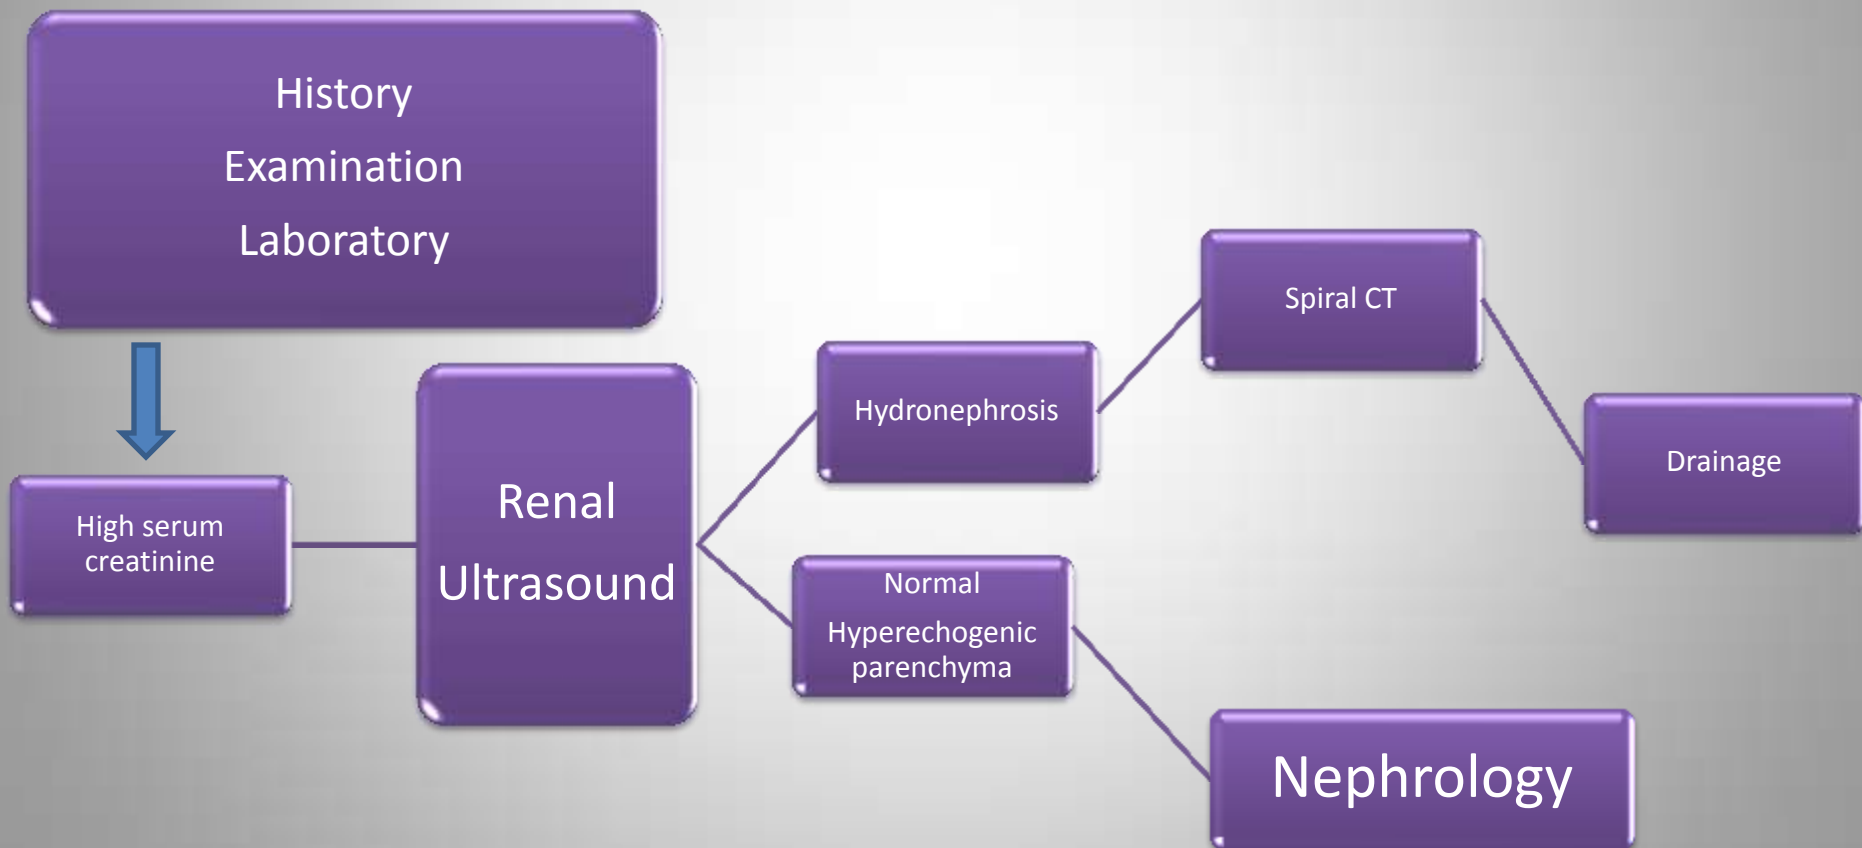 History
Examination
Laboratory
High serum
creatinine
Renal
Ultrasound
Hydronephrosis
Spiral CT
Drainage
Normal
Hyperechogenic
parenchyma
Nephrology